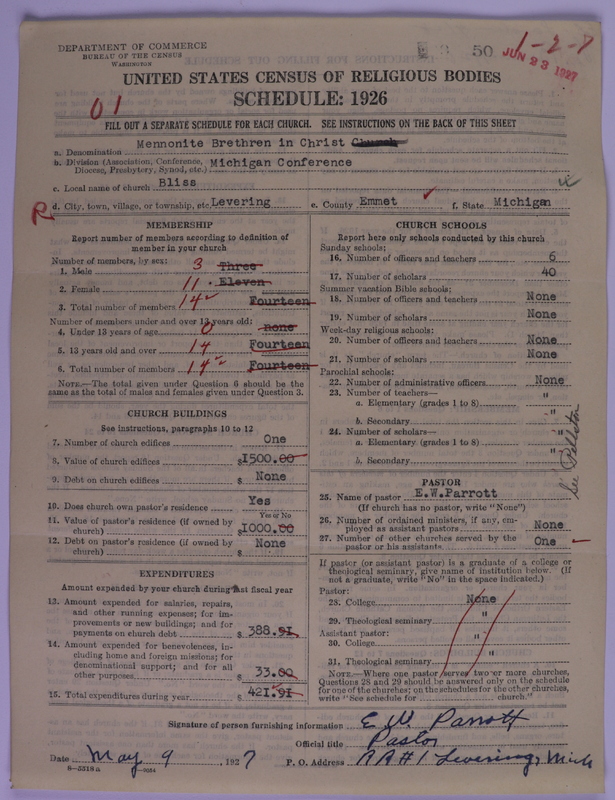 DEPARTMENT OF COMMERCE
BUREAU OF THE CENSUS
WASHINGTON
50
1-2-7
JUN 23 1927
UNITED STATES CENSUS OF RELIGIOUS BODIES
SCHEDULE: 1926
01
FILL OUT A SEPARATE SCHEDULE FOR EACH CHURCH. SEE INSTRUCTIONS ON THE BACK OF THIS SHEET
a. Denomination Mennonite Brethren in Christ Church
b. Division (Association, Conference, Diocese, Presbytery, Synod, etc.) Michigan Conference
c. Local name of church Bliss
R d. City, town, village, or township, etc. Levering e. County Emmet f. State Michigan
MEMBERSHIP
Report number of members according to definition of
member in your church
Number of members, by sex:
1. Male 3 Three
2. Female 11 Eleven
3. Total number of members 14 Fourteen
Number of members under and over 13 years old:
4. Under 13 years of age 0 none
5. 13 years old and over 14 Fourteen
6. Total number of members 14 Fourteen
NOTE.—The total given under Question 6 should be
same as the total of males and females given under Question 3.
CHURCH BUILDINGS
See instructions, paragraphs 10 to 12
7. Number of church edifices One
8. Value of church edifices $1500.00
9. Debt on church edifices $ None
10. Does church own pastor's residence Yes
Yes or No
11. Value of pastor's residence (if owned by
church) $1000.00
12. Debt on pastor's residence (if owned by
church) $ None
EXPENDITURES
Amount expended by your church during last fiscal year
13. Amount expended for salaries, repairs,
and other running expenses; for im-
provements or new buildings; and for
payments on church debt $ 388.91
14. Amount expended for benevolences, in-
cluding home and foreign missions; for
denominational support; and for all
other purposes $ 33.00
15. Total expenditures during year $ 421.91
CHURCH SCHOOLS
Report here only schools conducted by this church
Sunday schools:
16. Number of officers and teachers 6
17. Number of scholars 40
Summer vacation Bible schools:
18. Number of officers and teachers None
19. Number of scholars None
Week-day religious schools:
20. Number of officers and teachers None
21. Number of scholars None
Parochial schools:
22. Number of administrative officers None
23. Number of teachers—
a. Elementary (grades 1 to 8) "
b. Secondary "
24. Number of scholars—
a. Elementary (grades 1 to 8) "
b. Secondary "
See Pellston
PASTOR
25. Name of pastor E.W.Parrott
(If church has no pastor, write "None")
26. Number of ordained ministers, if any, em-
ployed as assistant pastors None
27. Number of other churches served by the
pastor or his assistants One
If pastor (or assistant pastor) is a graduate of a college or
theological seminary, give name of institution below. (If
not a graduate, write "No" in the space indicated.)
Pastor:
28. College None
29. Theological seminary "
Assistant pastor:
30. College "
31. Theological seminary "
NOTE.—Where one pastor serves two or more churches,
Questions 28 and 29 should be answered only on the schedule
for one of the churches; on the schedules for the other churches,
write "See schedule for church."
Signature of person furnishing information E. W. Parrott
Official title Pastor
Date May 9, 1927 P. O. Address RR #1 Levering, Mich
8-5318a